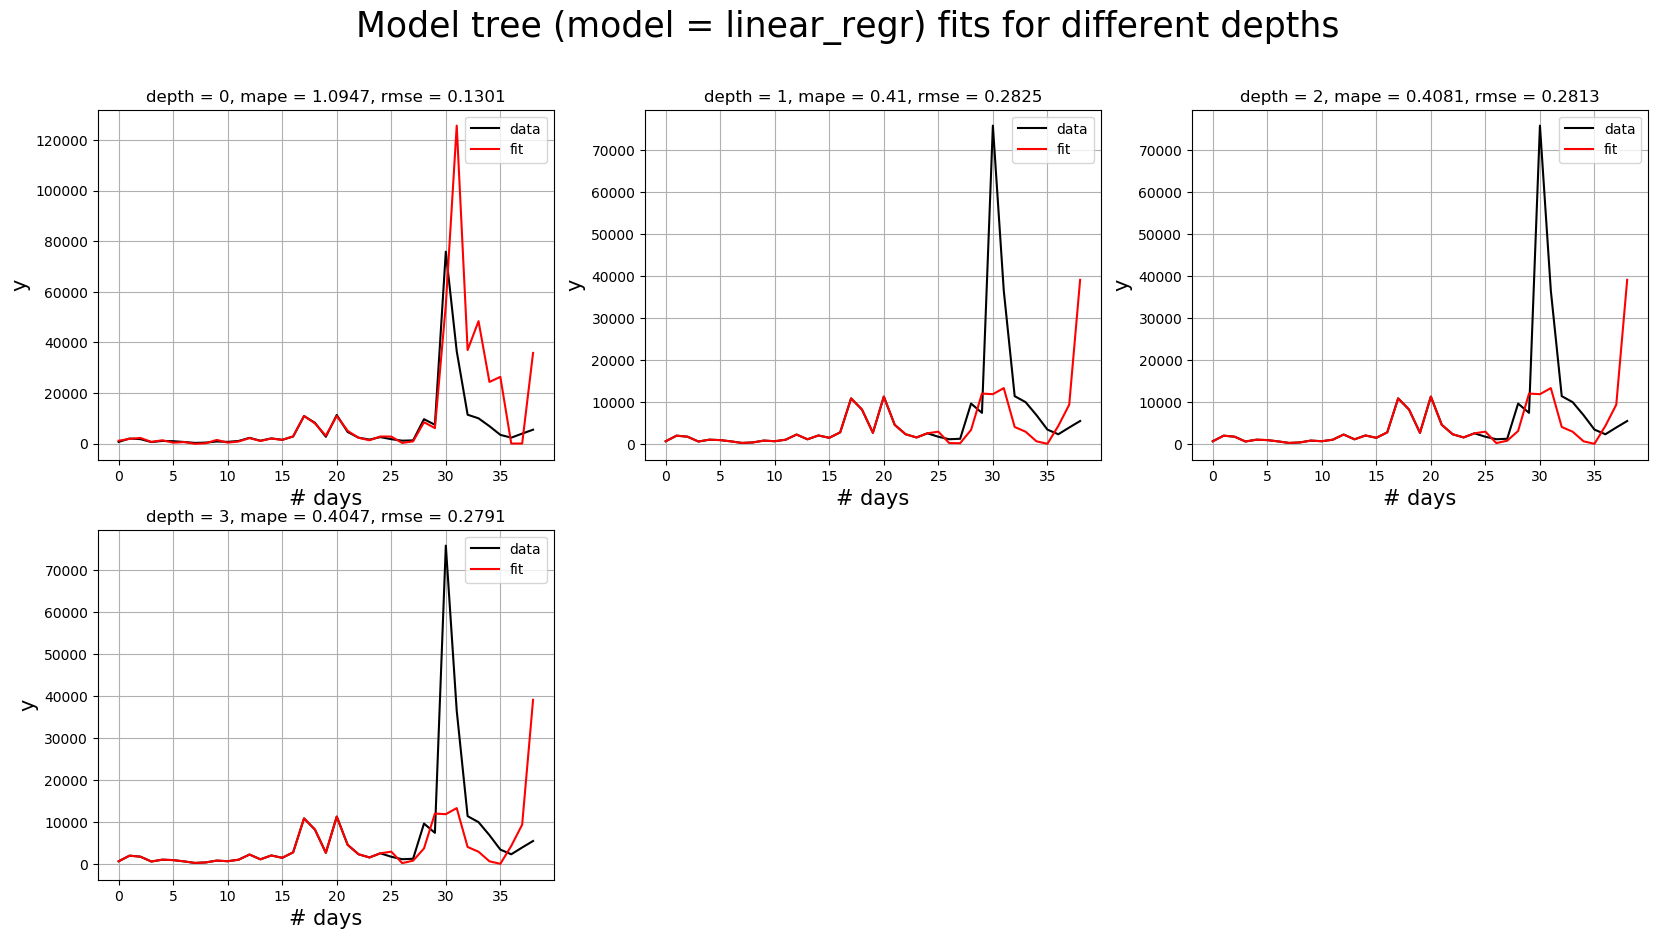 Model tree (model = linear_regr) fits for different depths
depth = 0, mape = 1.0947, rmse = 0.1301
data
fit
120000
100000
80000
60000
40000
20000
0
y
0 5 10 15 20 25 30 35
# days
depth = 1, mape = 0.41, rmse = 0.2825
data
fit
70000
60000
50000
40000
30000
20000
10000
0
y
0 5 10 15 20 25 30 35
# days
depth = 2, mape = 0.4081, rmse = 0.2813
data
fit
70000
60000
50000
40000
30000
20000
10000
0
y
0 5 10 15 20 25 30 35
# days
depth = 3, mape = 0.4047, rmse = 0.2791
data
fit
70000
60000
50000
40000
30000
20000
10000
0
y
0 5 10 15 20 25 30 35
# days